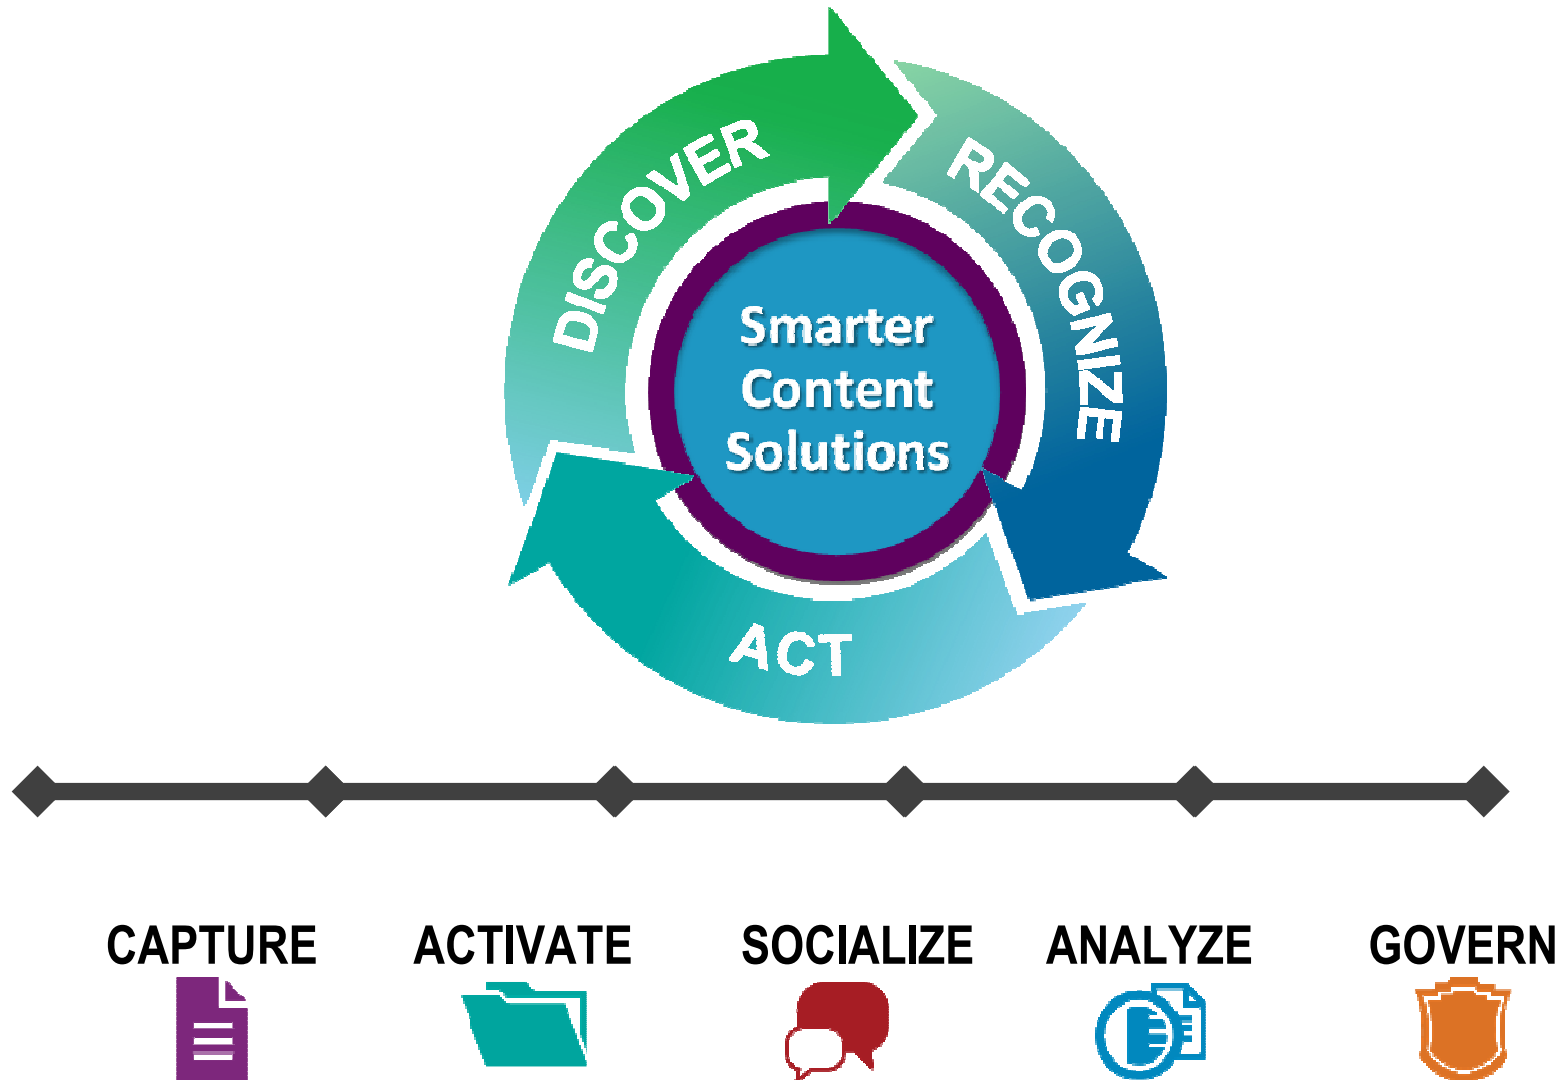 DISCOVER
RECOGNIZE
Smarter
Content
Solutions
ACT
CAPTURE ACTIVATE SOCIALIZE ANALYZE GOVERN